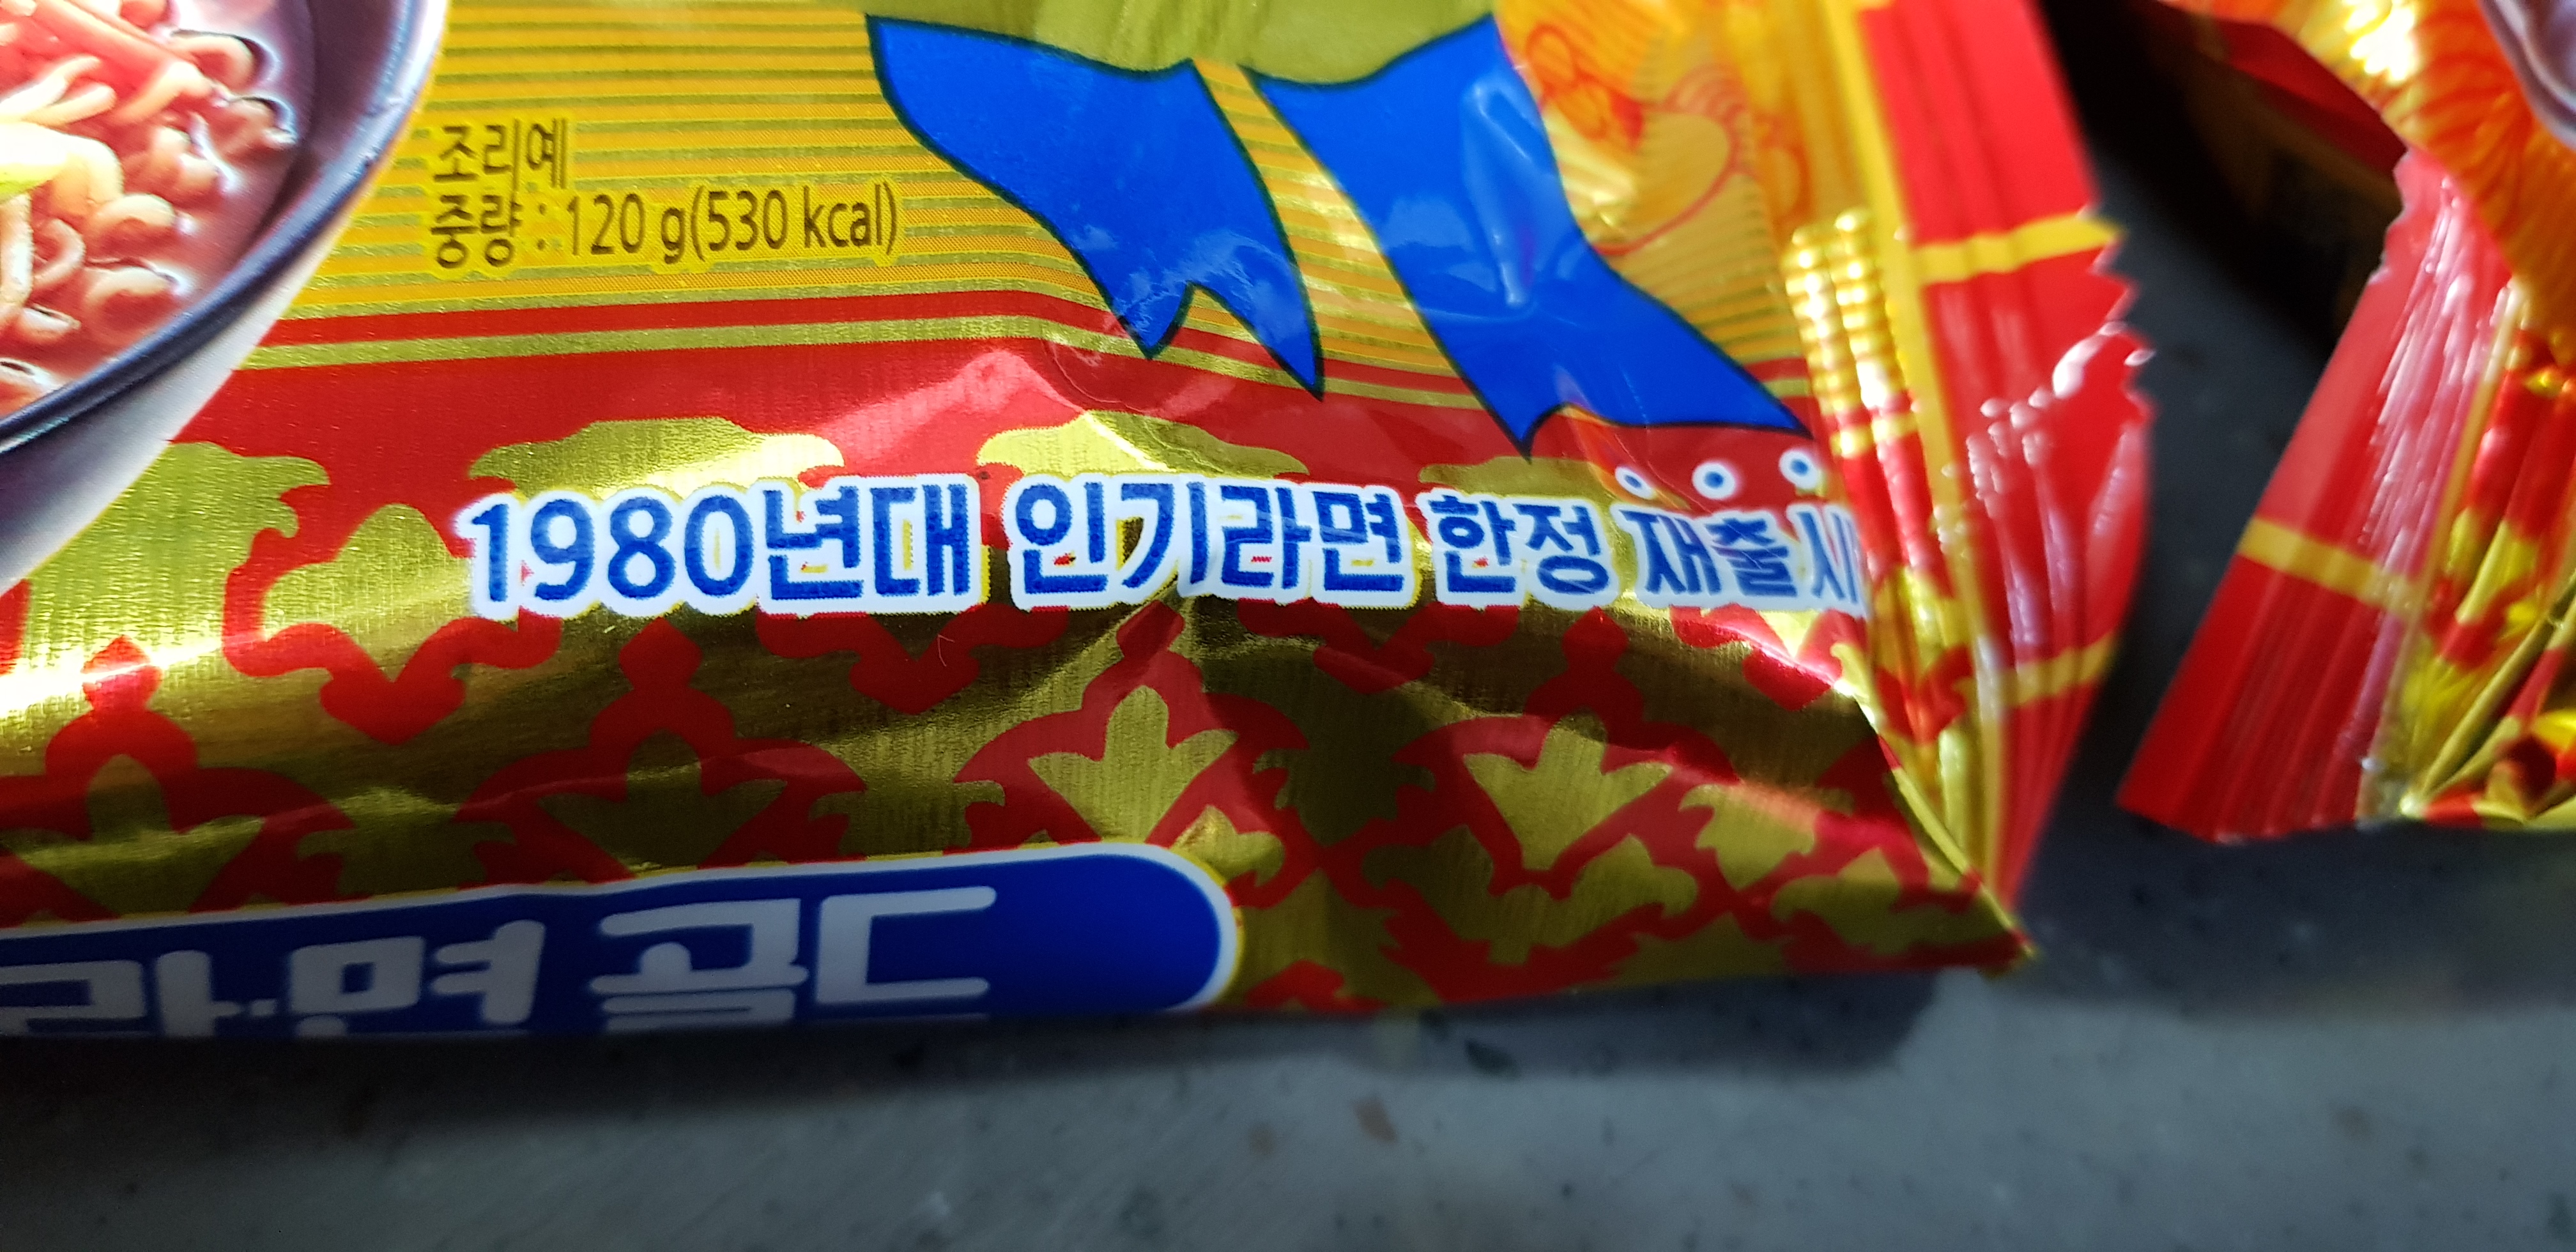 조리예
중량 : 120 g(530 kcal)
1980년대 인기라면 한정 재출시
라면 골드